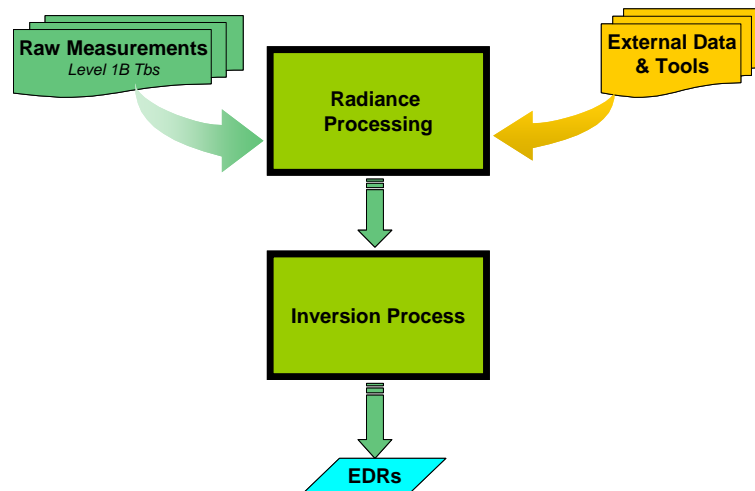 Raw Measurements
Level 1B Tbs
External Data
& Tools
Radiance
Processing
Inversion Process
EDRs